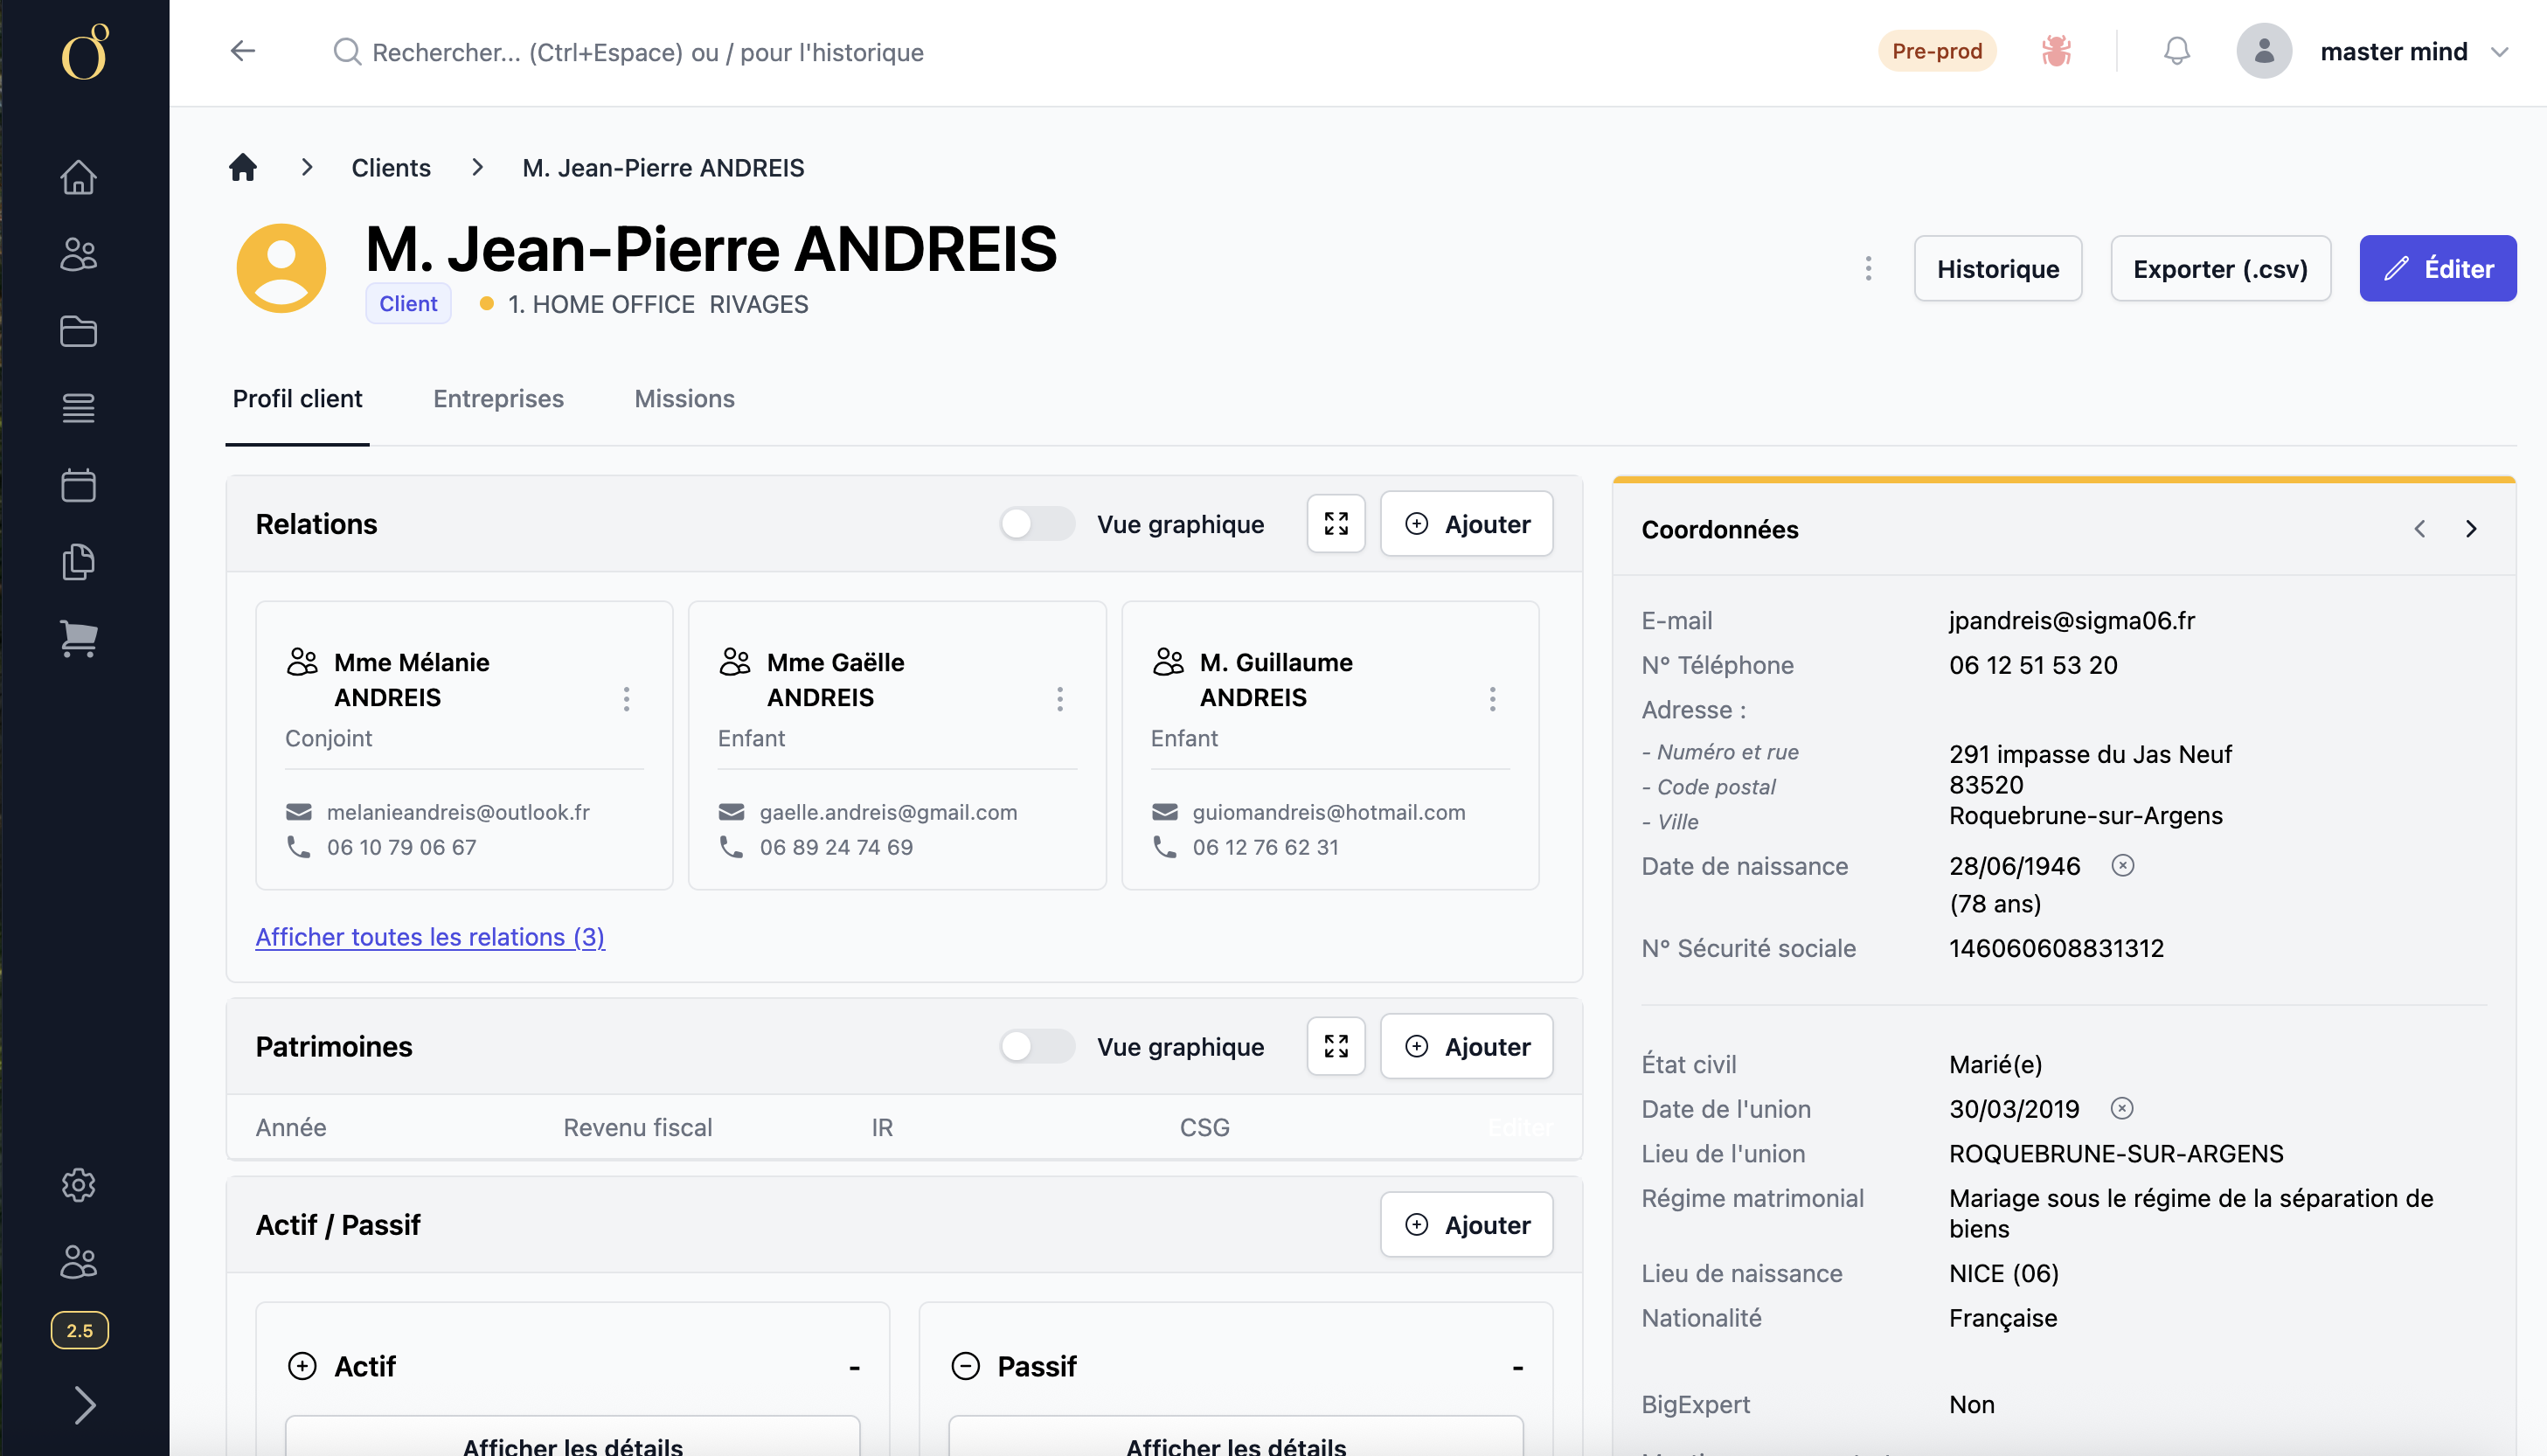 Rechercher... (Ctrl+Espace) ou / pour l'historique
Pre-prod
master mind
Clients
M. Jean-Pierre ANDREIS
M. Jean-Pierre ANDREIS
Client
1. HOME OFFICE RIVAGES
Historique
Exporter (.csv)
Éditer
Profil client
Entreprises
Missions
Relations
Vue graphique
Ajouter
Mme Mélanie
ANDREIS
Conjoint
melanieandreis@outlook.fr
06 10 79 06 67
Mme Gaëlle
ANDREIS
Enfant
gaelle.andreis@gmail.com
06 89 24 74 69
M. Guillaume
ANDREIS
Enfant
guiomandreis@hotmail.com
06 12 76 62 31
Afficher toutes les relations (3)
Patrimoines
Vue graphique
Ajouter
Année
Revenu fiscal
IR
CSG
Editer
Actif / Passif
Ajouter
Actif
-
Afficher les détails
Passif
-
Afficher les détails
Coordonnées
E-mail
jpandreis@sigma06.fr
N° Téléphone
06 12 51 53 20
Adresse :
- Numéro et rue
291 impasse du Jas Neuf
- Code postal
83520
- Ville
Roquebrune-sur-Argens
Date de naissance
28/06/1946
(78 ans)
N° Sécurité sociale
146060608831312
État civil
Marié(e)
Date de l'union
30/03/2019
Lieu de l'union
ROQUEBRUNE-SUR-ARGENS
Régime matrimonial
Mariage sous le régime de la séparation de
biens
Lieu de naissance
NICE (06)
Nationalité
Française
BigExpert
Non
2.5